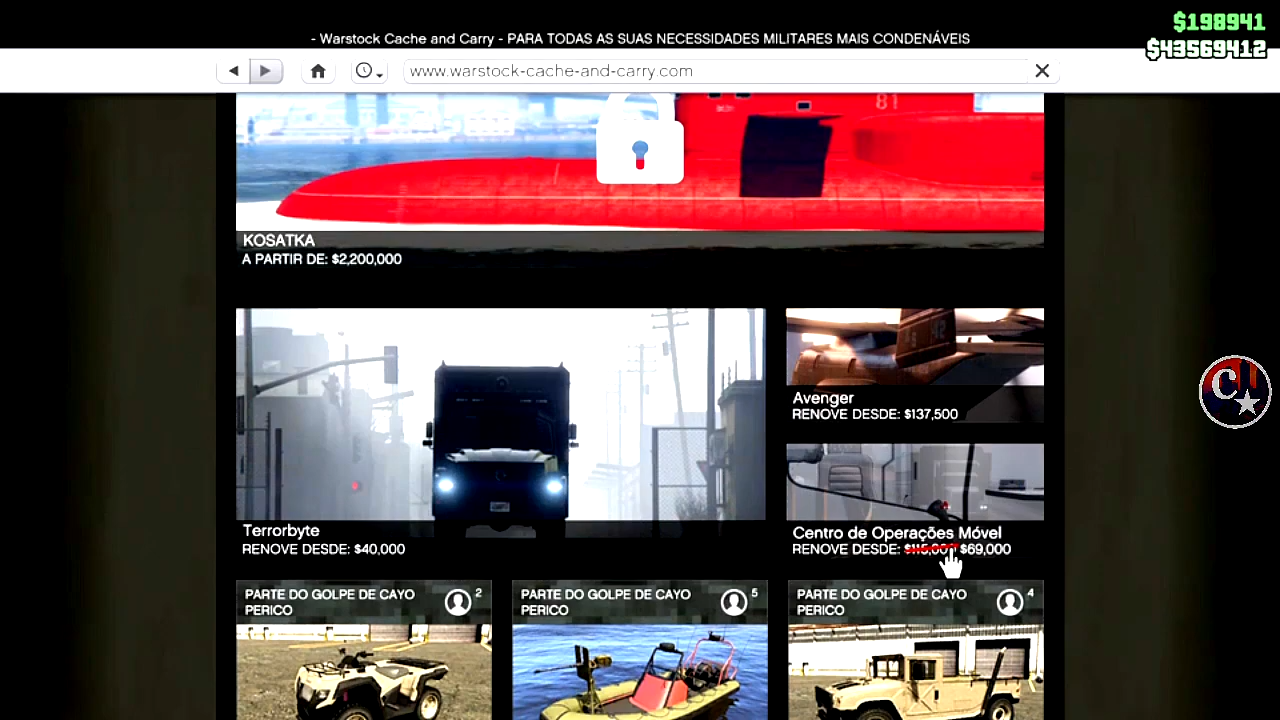 $198941
- Warstock Cache and Carry - PARA TODAS AS SUAS NECESSIDADES MILITARES MAIS CONDENÁVEIS
$43569412
www.warstock-cache-and-carry.com
81
KOSATKA
A PARTIR DE: $2,200,000
Avenger
RENOVE DESDE: $137,500
Terrorbyte
RENOVE DESDE: $40,000
Centro de Operações Móvel
RENOVE DESDE: $115,000 $69,000
PARTE DO GOLPE DE CAYO
PERICO
2
PARTE DO GOLPE DE CAYO
PERICO
5
PARTE DO GOLPE DE CAYO
PERICO
4
C